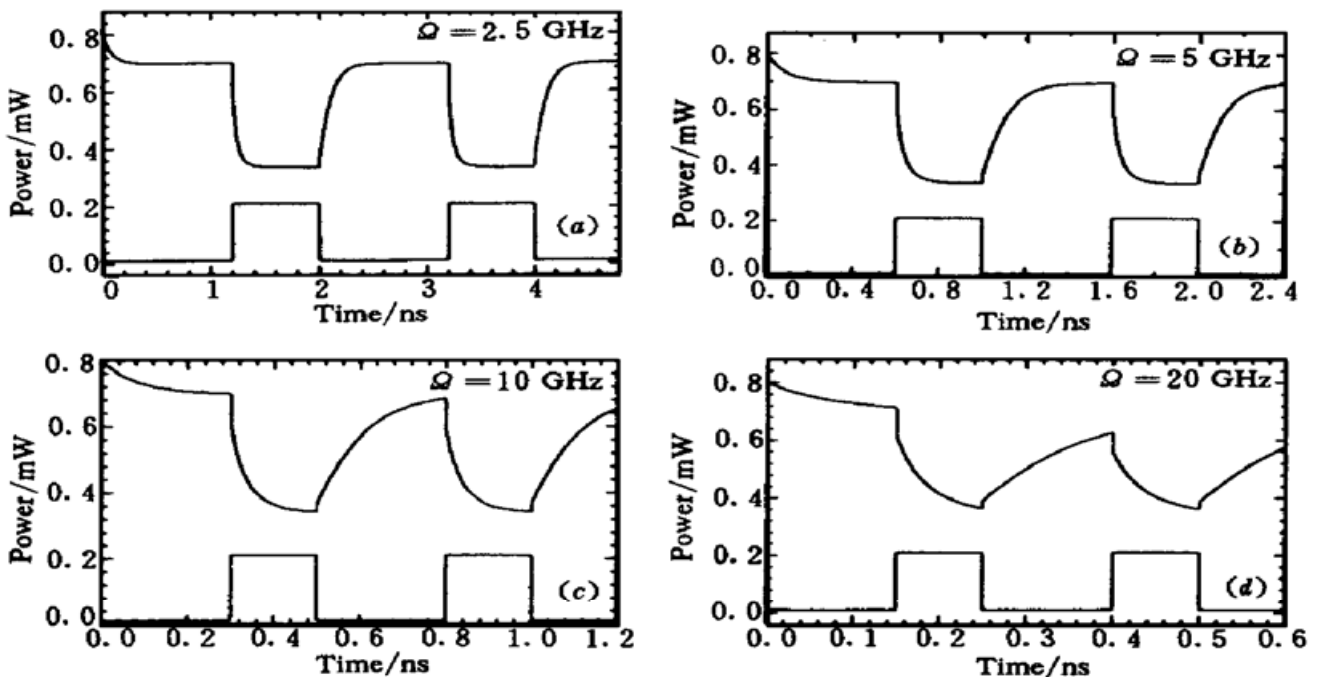 Ω = 2. 5 GHz
0. 8
0. 6
0. 4
0. 2
0. 0
Power/mW
(a)
0 1 2 3 4
Time/ns
Ω = 5 GHz
0. 8
0. 6
0. 4
0. 2
0. 0
Power/mW
(b)
0. 0 0. 4 0. 8 1. 2 1. 6 2. 0 2. 4
Time/ns
Ω = 10 GHz
0. 8
0. 6
0. 4
0. 2
0. 0
Power/mW
(c)
0. 0 0. 2 0. 4 0. 6 0. 8 1. 0 1. 2
Time/ns
Ω = 20 GHz
0. 8
0. 6
0. 4
0. 2
0. 0
Power/mW
(d)
0. 0 0. 1 0. 2 0. 3 0. 4 0. 5 0. 6
Time/ns